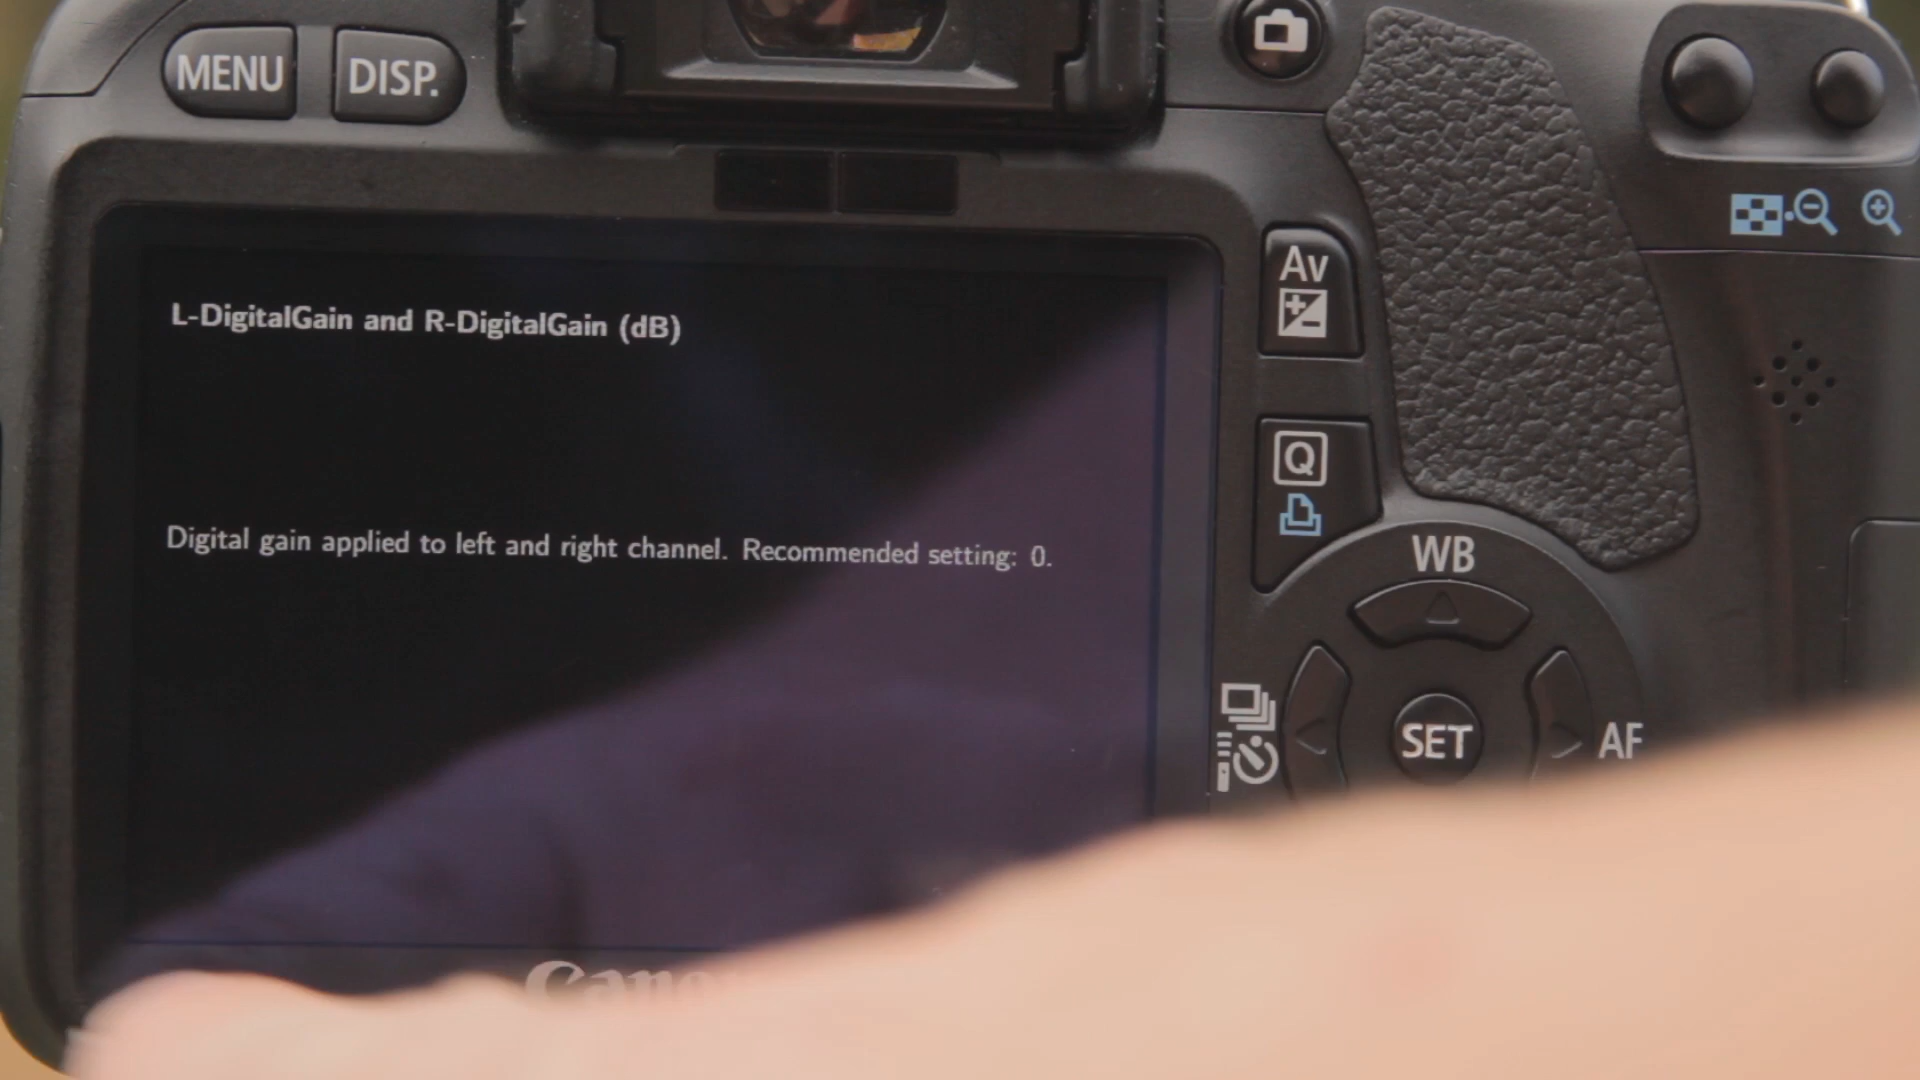 MENU DISP.
L-DigitalGain and R-DigitalGain (dB)
Digital gain applied to left and right channel. Recommended setting: 0.
Av
Q
WB
SET
AF